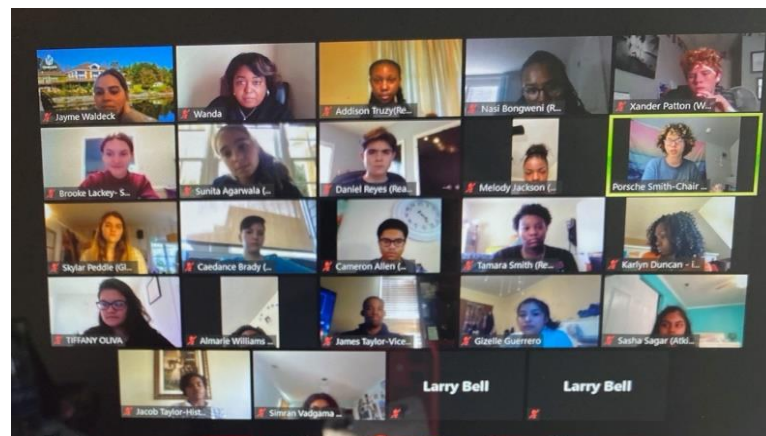 Jayme Waldeck
Wanda
Addison Truzy(Re...
Nasi Bongweni (R...
Xander Patton (W...
Brooke Lackey- S...
Sunita Agarwala (...
Daniel Reyes (Rea...
Melody Jackson (...
Porsche Smith-Chair ...
Skylar Peddie (Gl...
Caedance Brady (...
Cameron Allen (...
Tamara Smith (Re...
Karlyn Duncan - i...
TIFFANY OLIVA
Almarie Williams ...
James Taylor-Vice...
Gizelle Guerrero
Sasha Sagar (Atki...
Jacob Taylor-Hist...
Simran Vadgama ...
Larry Bell
Larry Bell